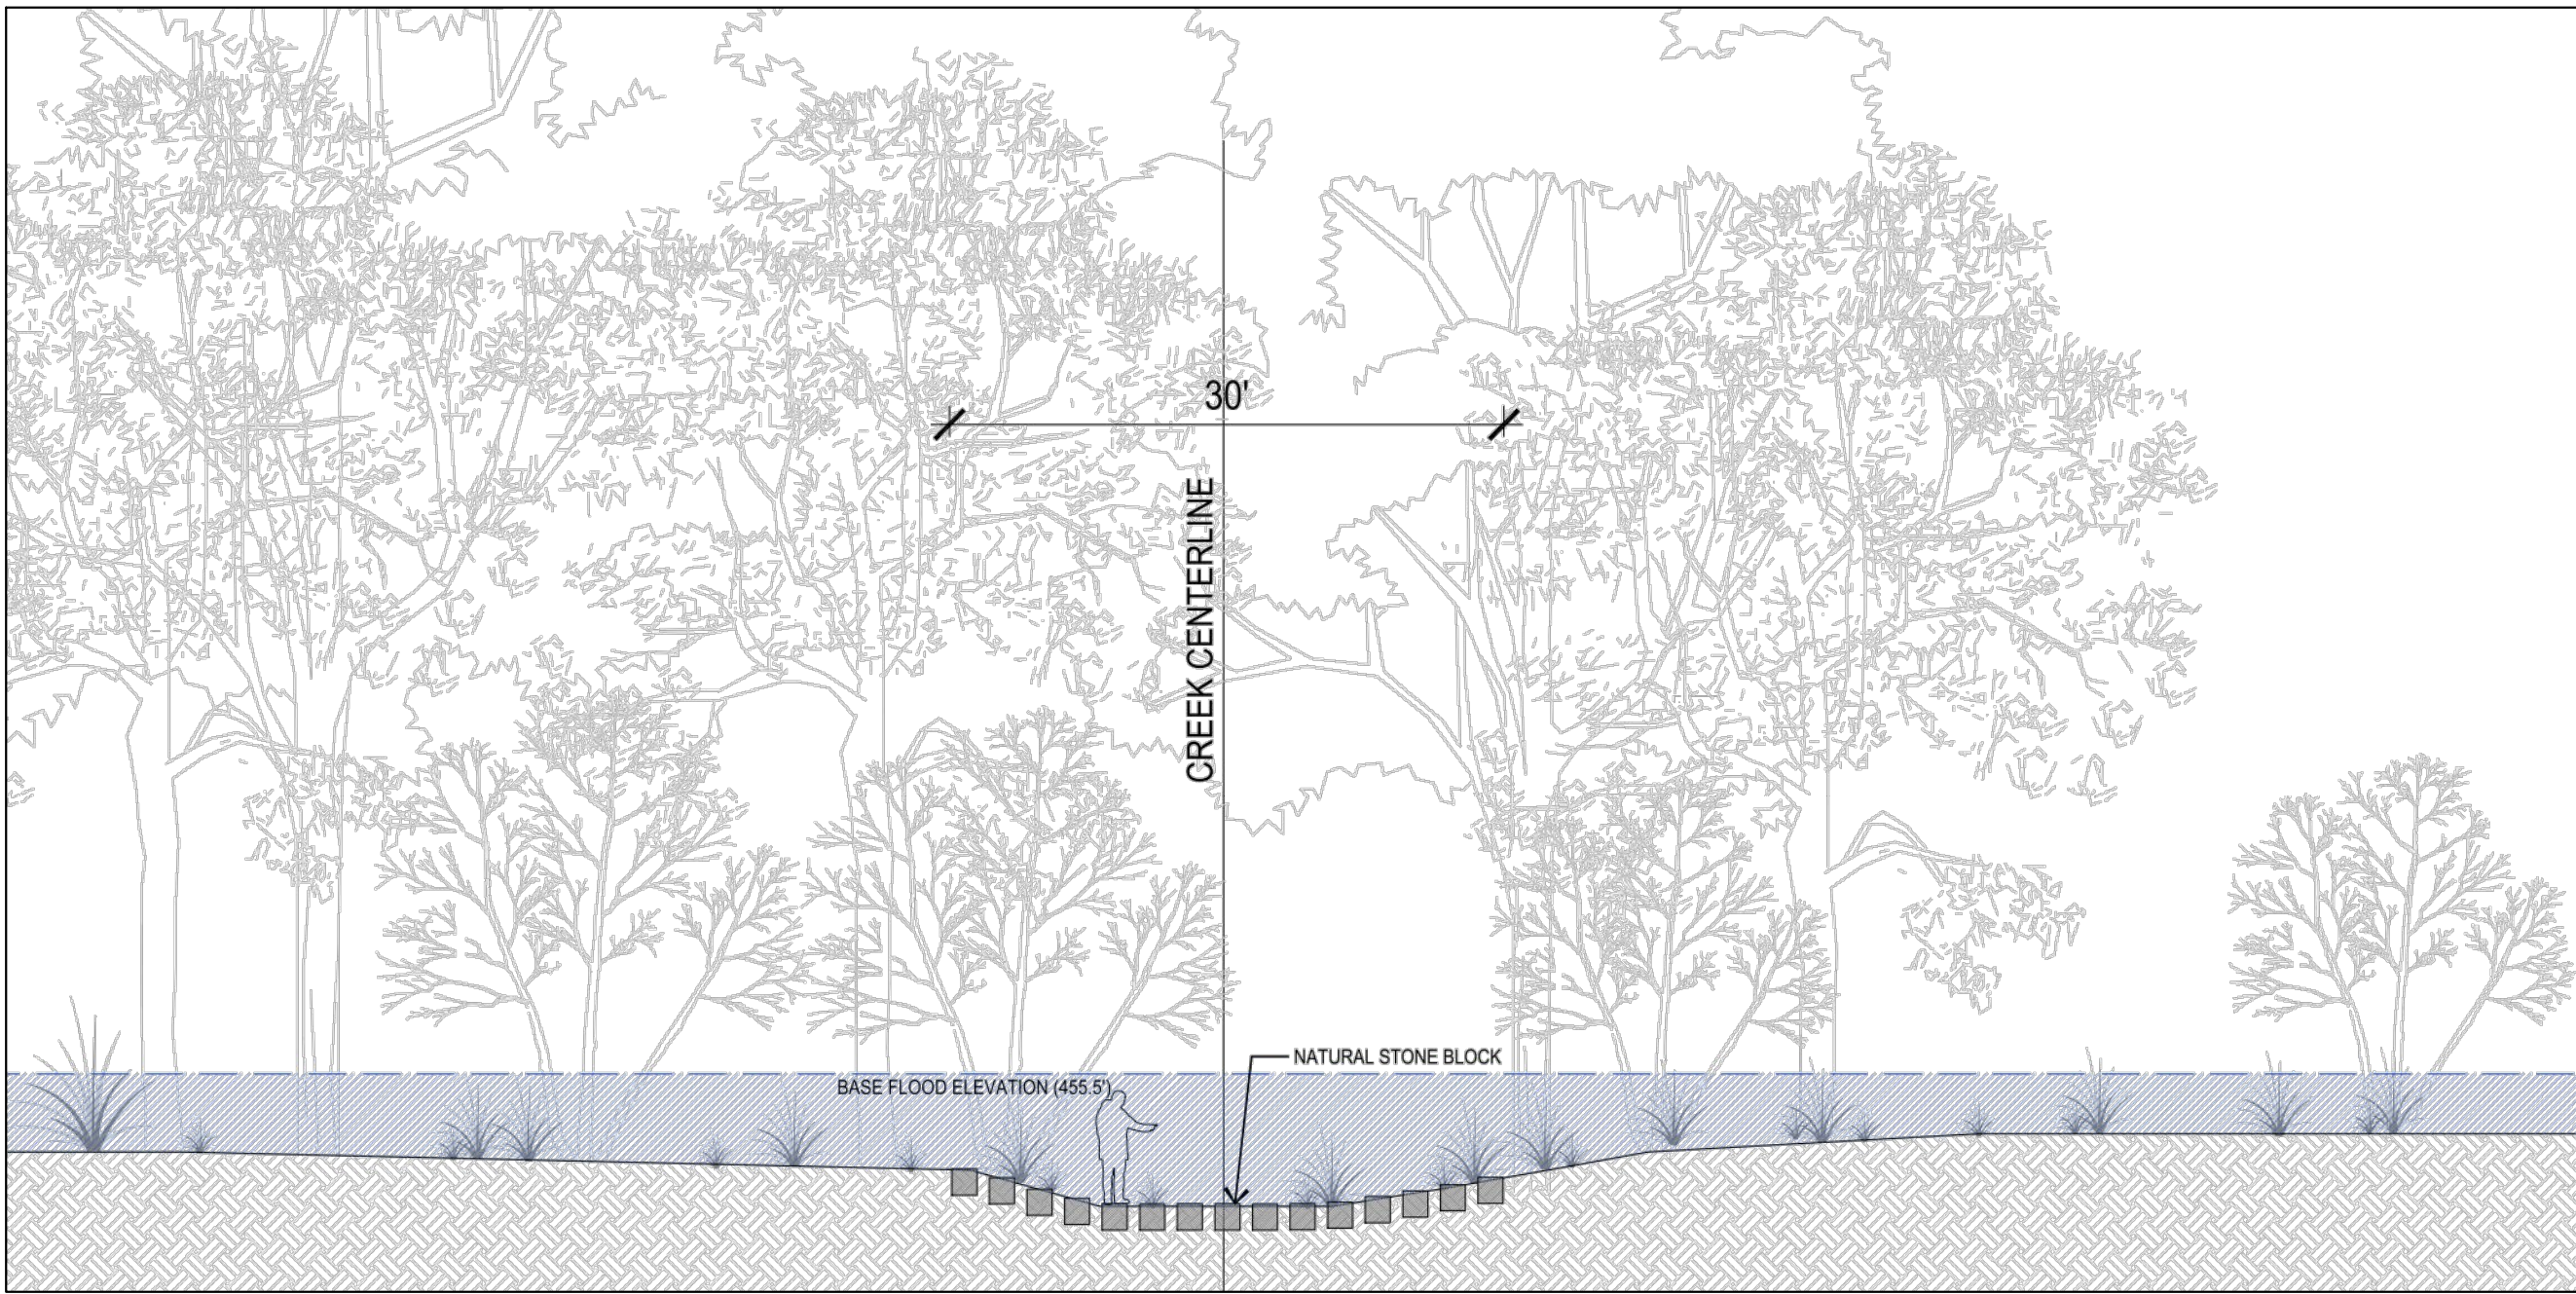 30'
CREEK CENTERLINE
NATURAL STONE BLOCK
BASE FLOOD ELEVATION (455.5')